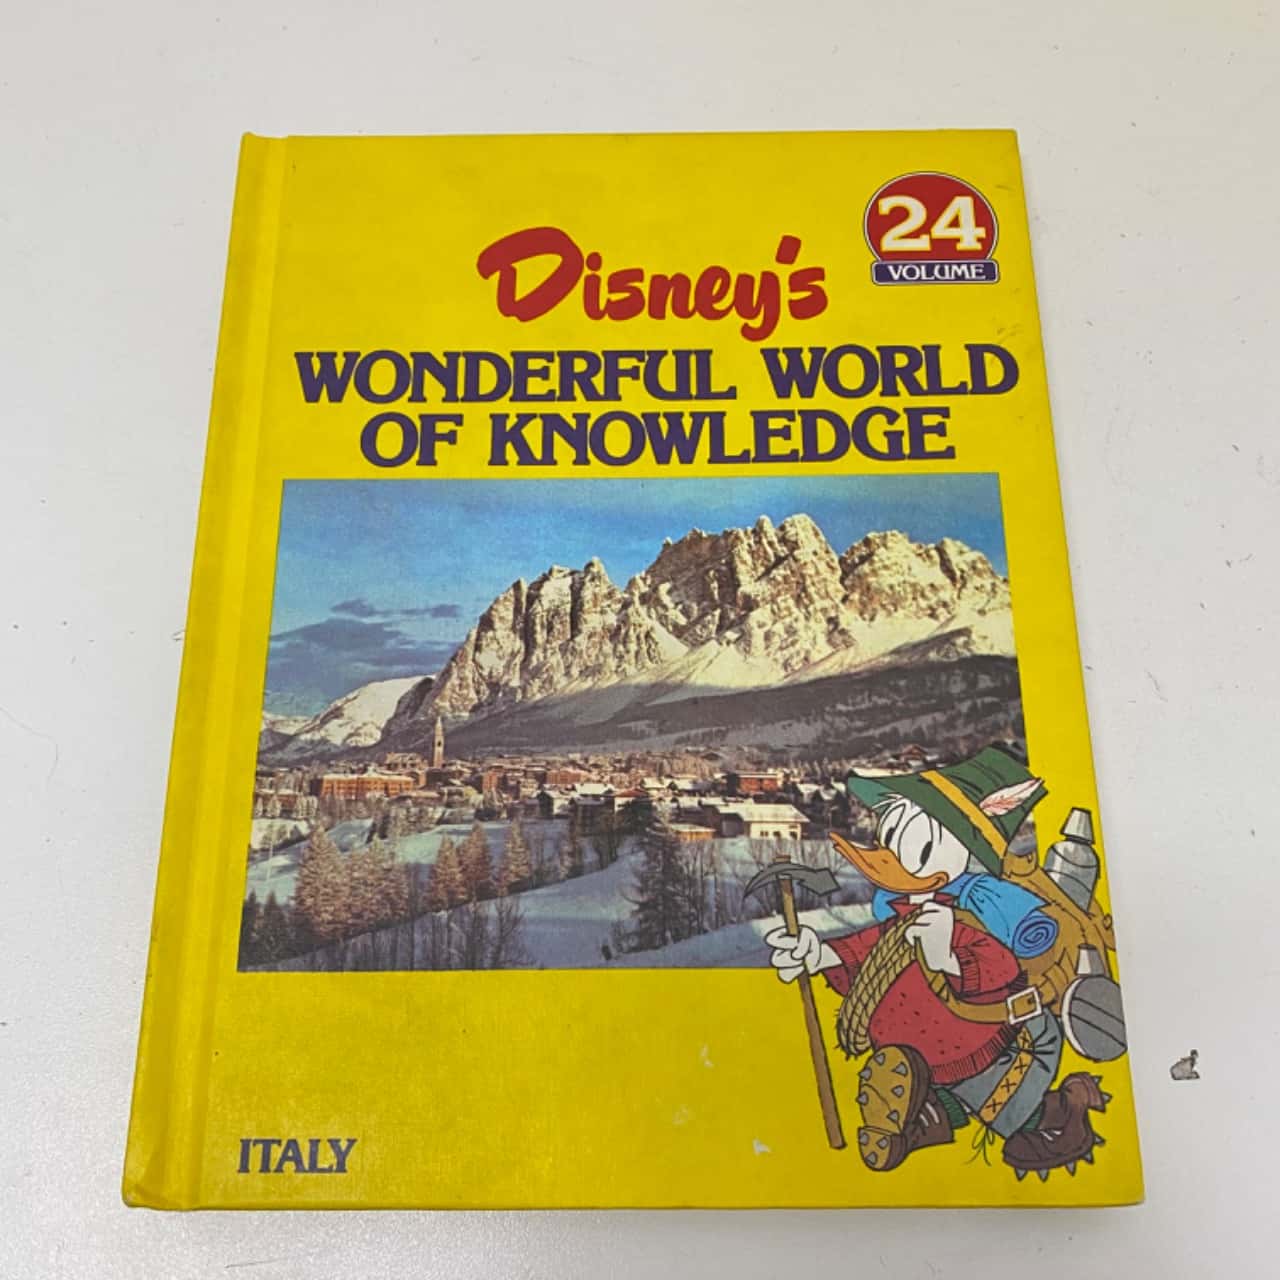 24
VOLUME
Disney's
WONDERFUL WORLD
OF KNOWLEDGE
ITALY